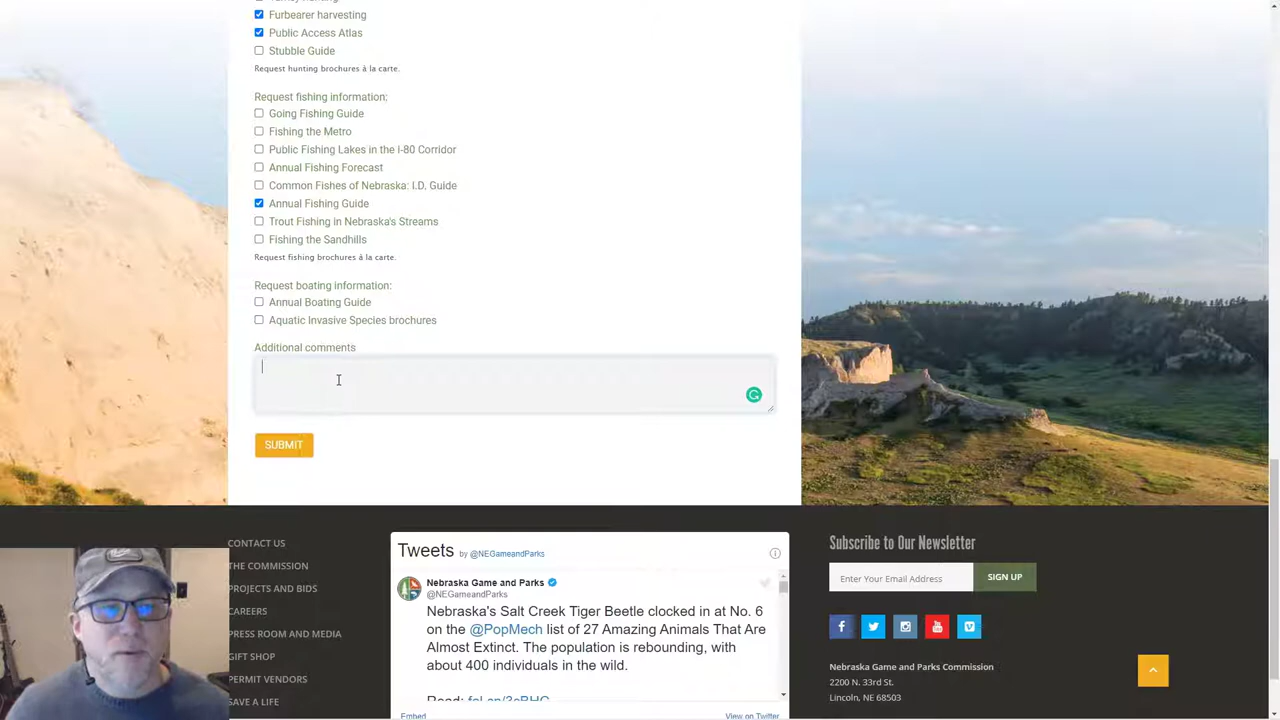 Furbearer harvesting
Public Access Atlas
Stubble Guide
Request hunting brochures à la carte.
Request fishing information:
Going Fishing Guide
Fishing the Metro
Public Fishing Lakes in the I-80 Corridor
Annual Fishing Forecast
Common Fishes of Nebraska: I.D. Guide
Annual Fishing Guide
Trout Fishing in Nebraska's Streams
Fishing the Sandhills
Request fishing brochures à la carte.
Request boating information:
Annual Boating Guide
Aquatic Invasive Species brochures
Additional comments
SUBMIT
CONTACT US
THE COMMISSION
PROJECTS AND BIDS
CAREERS
PRESS ROOM AND MEDIA
GIFT SHOP
PERMIT VENDORS
SAVE A LIFE
Tweets by @NEGameandParks
Nebraska Game and Parks
@NEGameandParks
Nebraska's Salt Creek Tiger Beetle clocked in at No. 6
on the @PopMech list of 27 Amazing Animals That Are
Almost Extinct. The population is rebounding, with
about 400 individuals in the wild.
Embed
View on Twitter
Subscribe to Our Newsletter
Enter Your Email Address
SIGN UP
Nebraska Game and Parks Commission
2200 N. 33rd St.
Lincoln, NE 68503